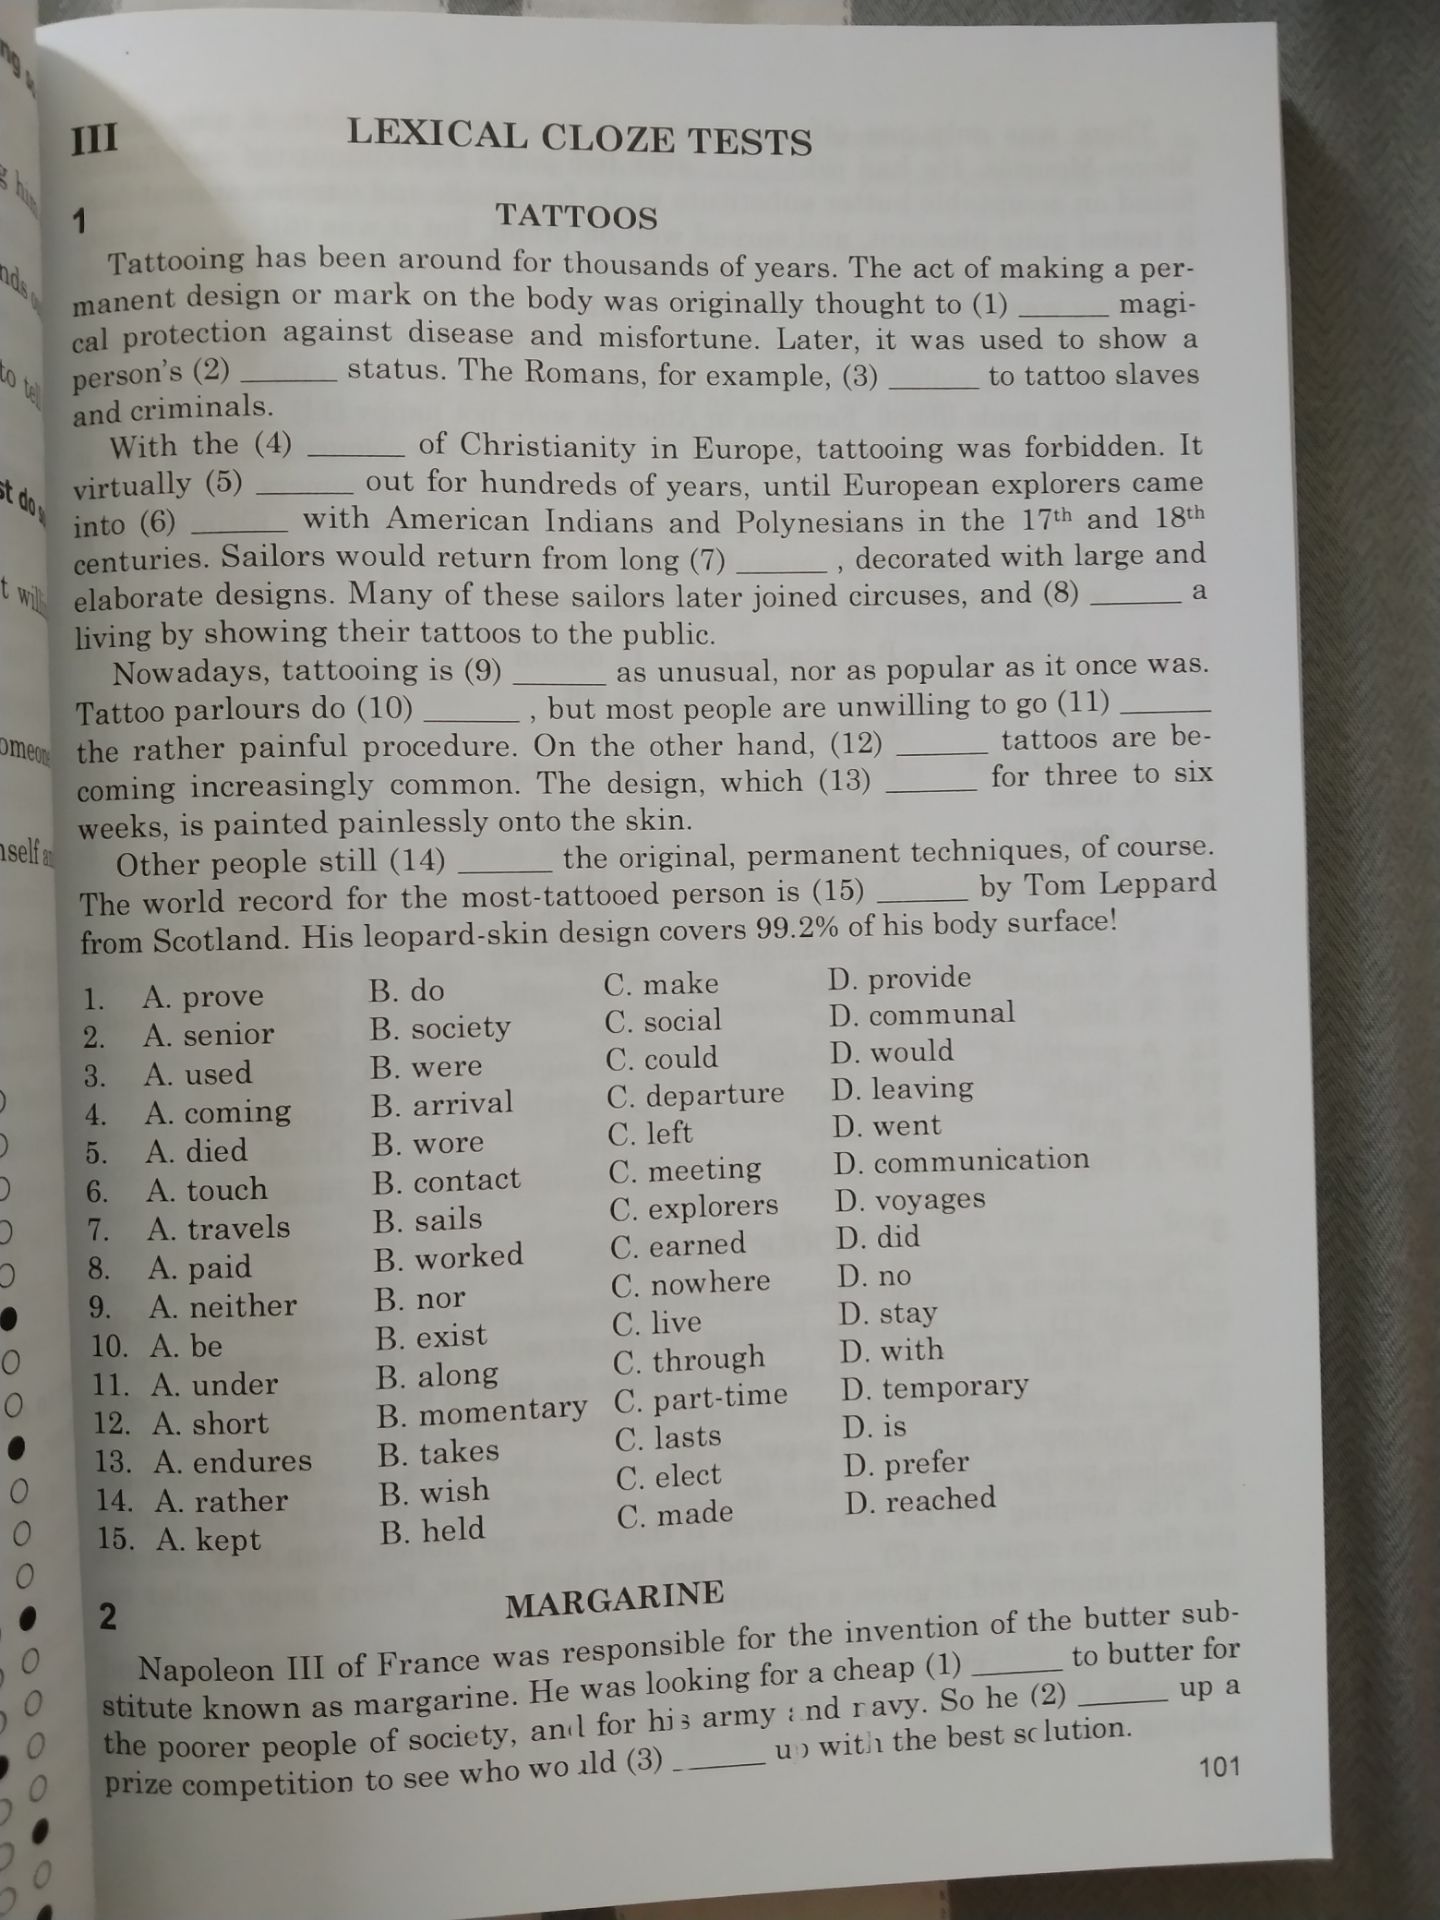 III LEXICAL CLOZE TESTS
1 TATTOOS
Tattooing has been around for thousands of years. The act of making a per-
manent design or mark on the body was originally thought to (1) ______ magi-
cal protection against disease and misfortune. Later, it was used to show a
person's (2) ______ status. The Romans, for example, (3) ______ to tattoo slaves
and criminals.
With the (4) ______ of Christianity in Europe, tattooing was forbidden. It
virtually (5) ______ out for hundreds of years, until European explorers came
into (6) ______ with American Indians and Polynesians in the 17th and 18th
centuries. Sailors would return from long (7) ______ , decorated with large and
elaborate designs. Many of these sailors later joined circuses, and (8) ______ a
living by showing their tattoos to the public.
Nowadays, tattooing is (9) ______ as unusual, nor as popular as it once was.
Tattoo parlours do (10) ______ , but most people are unwilling to go (11) ______
the rather painful procedure. On the other hand, (12) ______ tattoos are be-
coming increasingly common. The design, which (13) ______ for three to six
weeks, is painted painlessly onto the skin.
Other people still (14) ______ the original, permanent techniques, of course.
The world record for the most-tattooed person is (15) ______ by Tom Leppard
from Scotland. His leopard-skin design covers 99.2% of his body surface!
1. A. prove B. do C. make D. provide
2. A. senior B. society C. social D. communal
3. A. used B. were C. could D. would
4. A. coming B. arrival C. departure D. leaving
5. A. died B. wore C. left D. went
6. A. touch B. contact C. meeting D. communication
7. A. travels B. sails C. explorers D. voyages
8. A. paid B. worked C. earned D. did
9. A. neither B. nor C. nowhere D. no
10. A. be B. exist C. live D. stay
11. A. under B. along C. through D. with
12. A. short B. momentary C. part-time D. temporary
13. A. endures B. takes C. lasts D. is
14. A. rather B. wish C. elect D. prefer
15. A. kept B. held C. made D. reached
2 MARGARINE
Napoleon III of France was responsible for the invention of the butter sub-
stitute known as margarine. He was looking for a cheap (1) ______ to butter for
the poorer people of society, and for his army and navy. So he (2) ______ up a
prize competition to see who would (3) ______ up with the best solution.
101